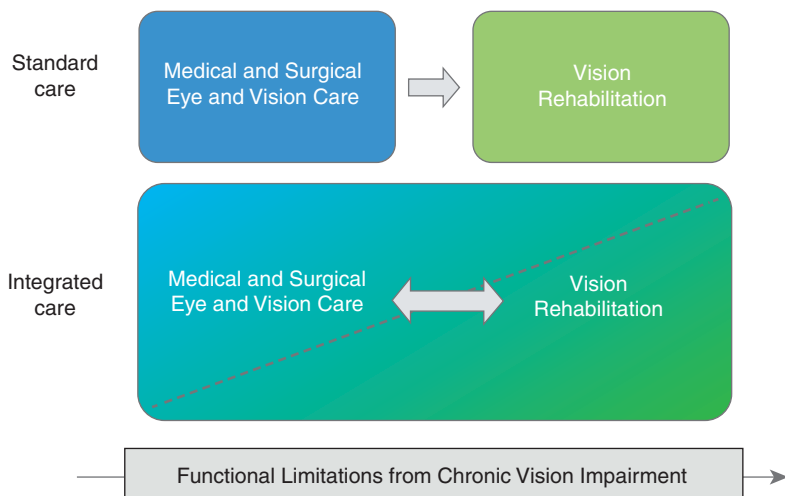 Standard
care
Medical and Surgical
Eye and Vision Care
Vision
Rehabilitation
Integrated
care
Medical and Surgical
Eye and Vision Care
Vision
Rehabilitation
Functional Limitations from Chronic Vision Impairment